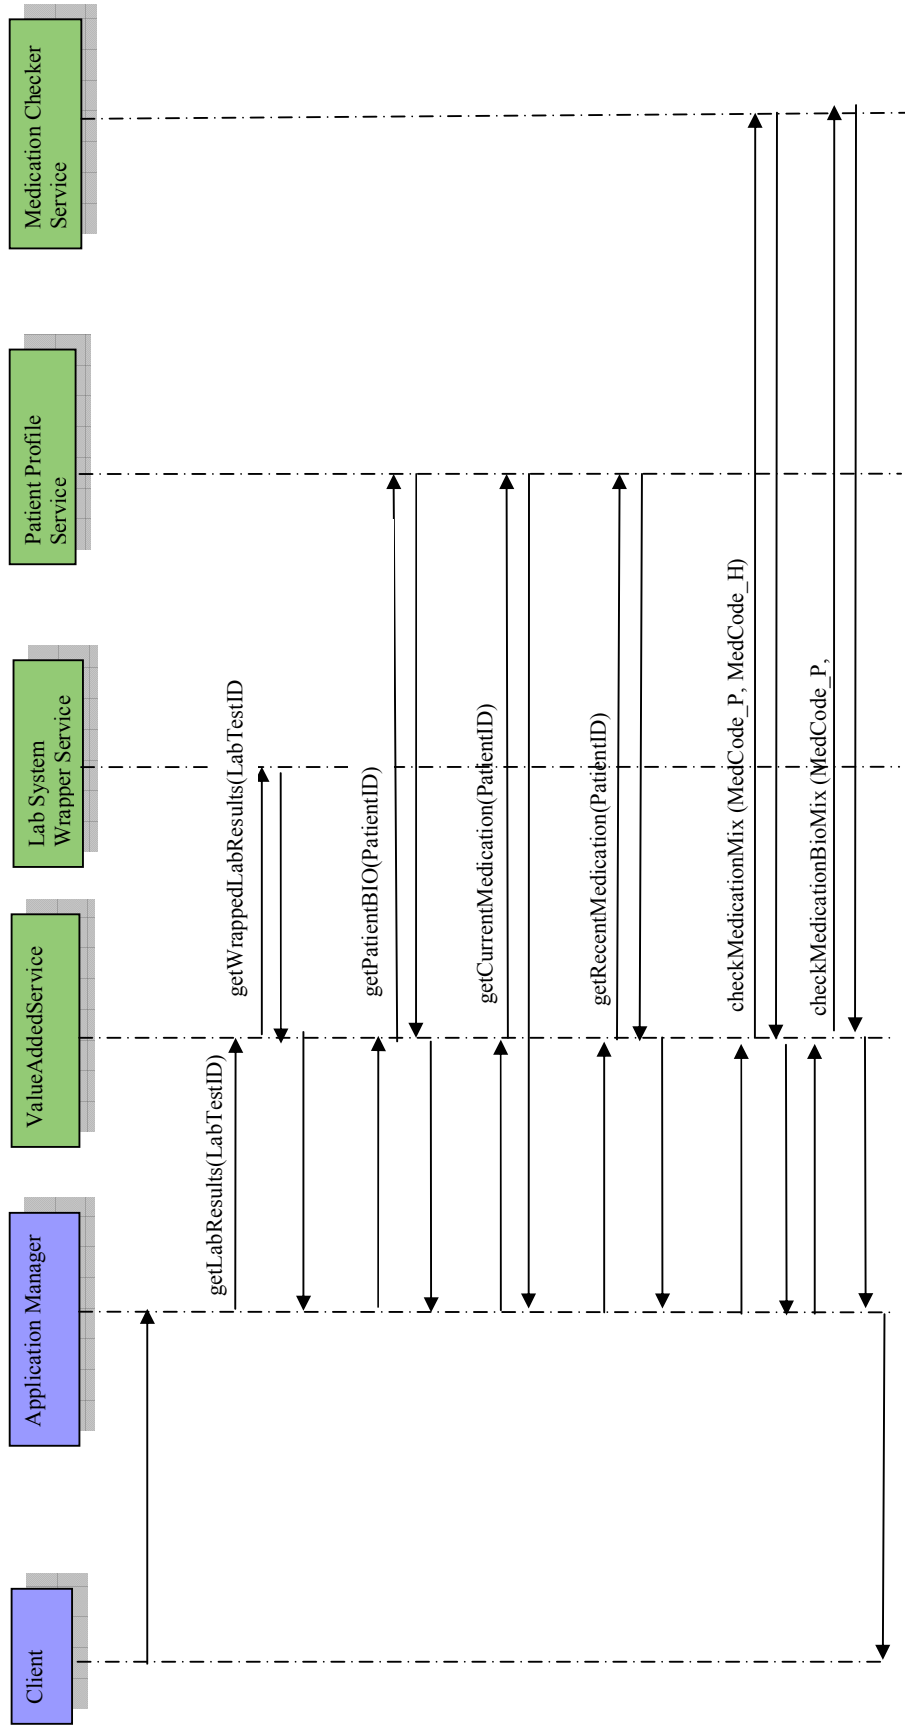 Client
Application Manager
ValueAddedService
Lab System
Wrapper Service
Patient Profile
Service
Medication Checker
Service
getLabResults(LabTestID)
getWrappedLabResults(LabTestID
getPatientBIO(PatientID)
getCurrentMedication(PatientID)
getRecentMedication(PatientID)
checkMedicationMix (MedCode_P, MedCode_H)
checkMedicationBioMix (MedCode_P,